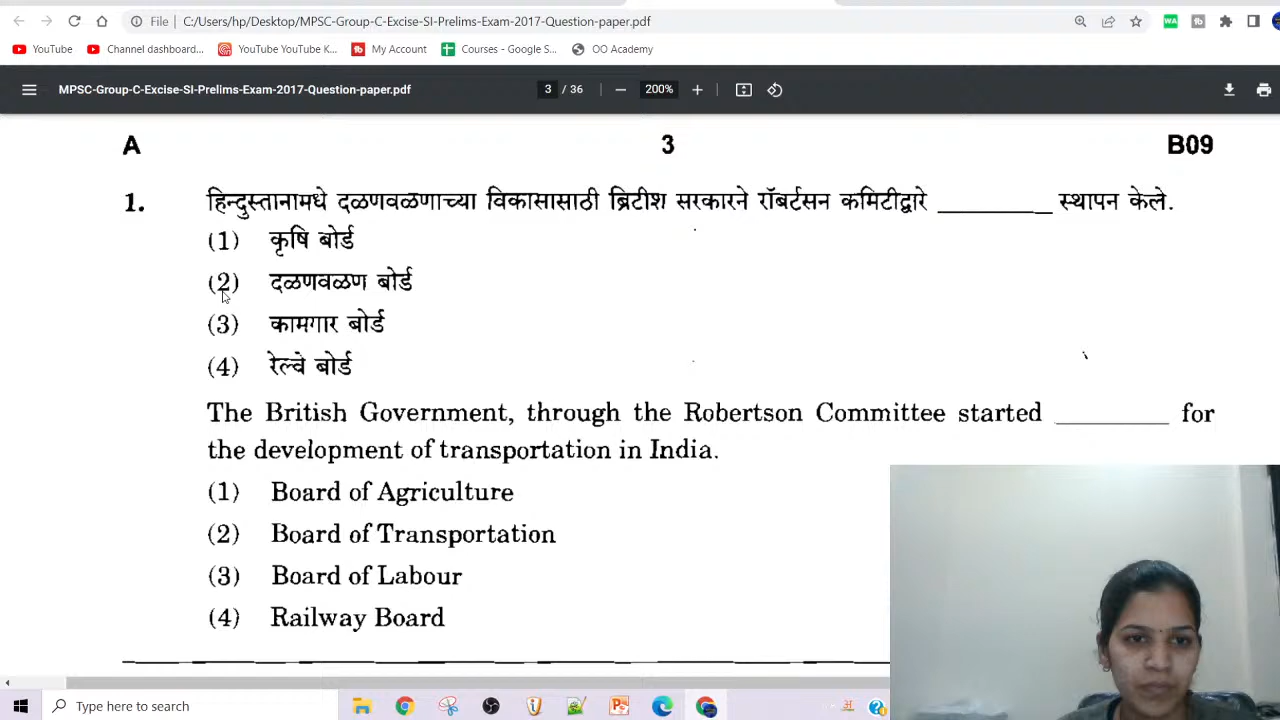 File | C:/Users/hp/Desktop/MPSC-Group-C-Excise-SI-Prelims-Exam-2017-Question-paper.pdf
YouTube Channel dashboard... YouTube YouTube K... My Account Courses - Google S... OO Academy
MPSC-Group-C-Excise-SI-Prelims-Exam-2017-Question-paper.pdf 3 / 36 200%
A 3 B09
1. हिन्दुस्तानामधे दळणवळणाच्या विकासासाठी ब्रिटीश सरकारने रॉबर्टसन कमिटीद्वारे ________ स्थापन केले.
(1) कृषि बोर्ड
(2) दळणवळण बोर्ड
(3) कामगार बोर्ड
(4) रेल्वे बोर्ड
The British Government, through the Robertson Committee started ________ for
the development of transportation in India.
(1) Board of Agriculture
(2) Board of Transportation
(3) Board of Labour
(4) Railway Board
Type here to search